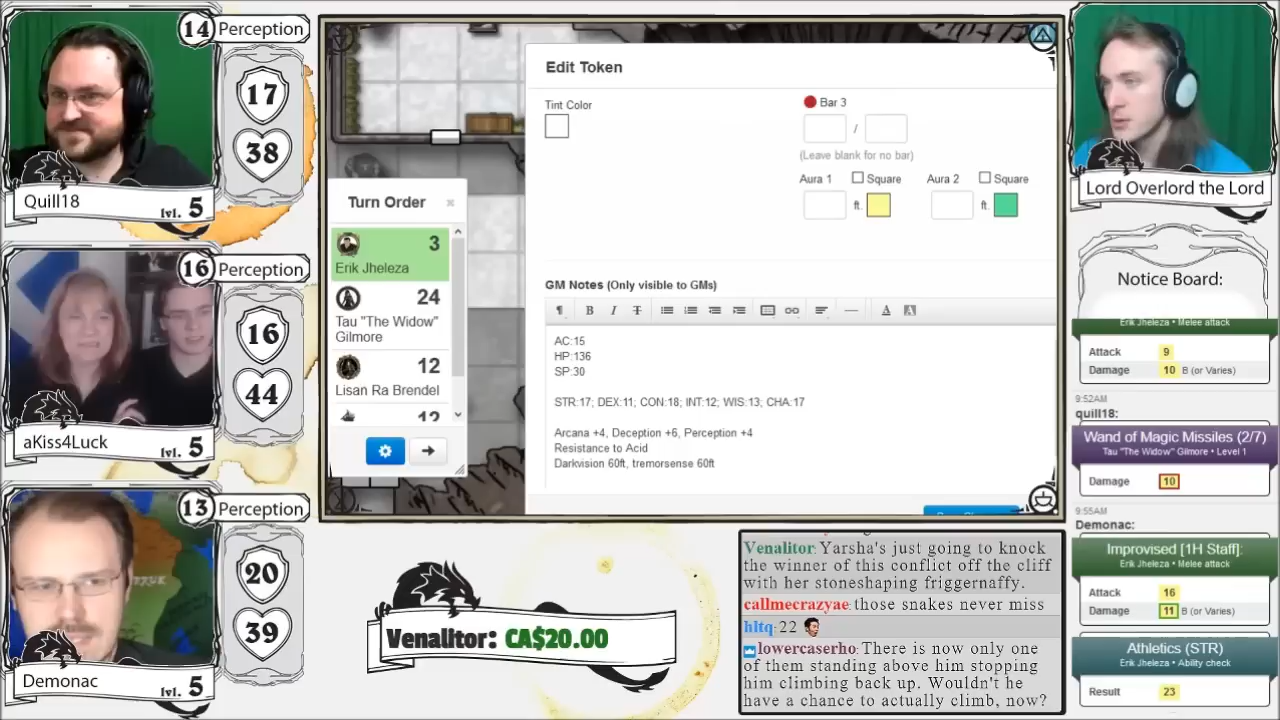 14 Perception
17
38
Quill18
lvl. 5
16 Perception
16
44
aKiss4Luck
lvl. 5
13 Perception
20
39
Demonac
lvl. 5
Turn Order ×
3
Erik Jheleza
24
Tau "The Widow"
Gilmore
12
Lisan Ra Brendel
12
Edit Token
Tint Color
Bar 3
/
(Leave blank for no bar)
Aura 1 Square Aura 2 Square
ft. ft.
GM Notes (Only visible to GMs)
AC:15
HP:136
SP:30
STR:17; DEX:11; CON:18; INT:12; WIS:13; CHA:17
Arcana +4, Deception +6, Perception +4
Resistance to Acid
Darkvision 60ft, tremorsense 60ft
Venalitor: CA$20.00
Venalitor: Yarsha's just going to knock
the winner of this conflict off the cliff
with her stoneshaping friggernaffy.
callmecrazyae: those snakes never miss
hltq: 22
lowercaserho: There is now only one
of them standing above him stopping
him climbing back up. Wouldn't he
have a chance to actually climb, now?
Lord Overlord the Lord
Notice Board:
Erik Jheleza • Melee attack
Attack 9
Damage 10 B (or Varies)
9:52AM
quill18:
Wand of Magic Missiles (2/7)
Tau "The Widow" Gilmore • Level 1
Damage 10
9:55AM
Demonac:
Improvised [1H Staff]:
Erik Jheleza • Melee attack
Attack 16
Damage 11 B (or Varies)
Athletics (STR)
Erik Jheleza • Ability check
Result 23